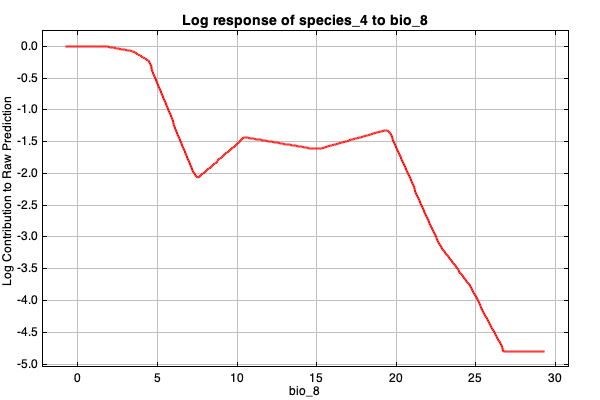 Log response of species_4 to bio_8
Log Contribution to Raw Prediction
0.0
-0.5
-1.0
-1.5
-2.0
-2.5
-3.0
-3.5
-4.0
-4.5
-5.0
0 5 10 15 20 25 30
bio_8